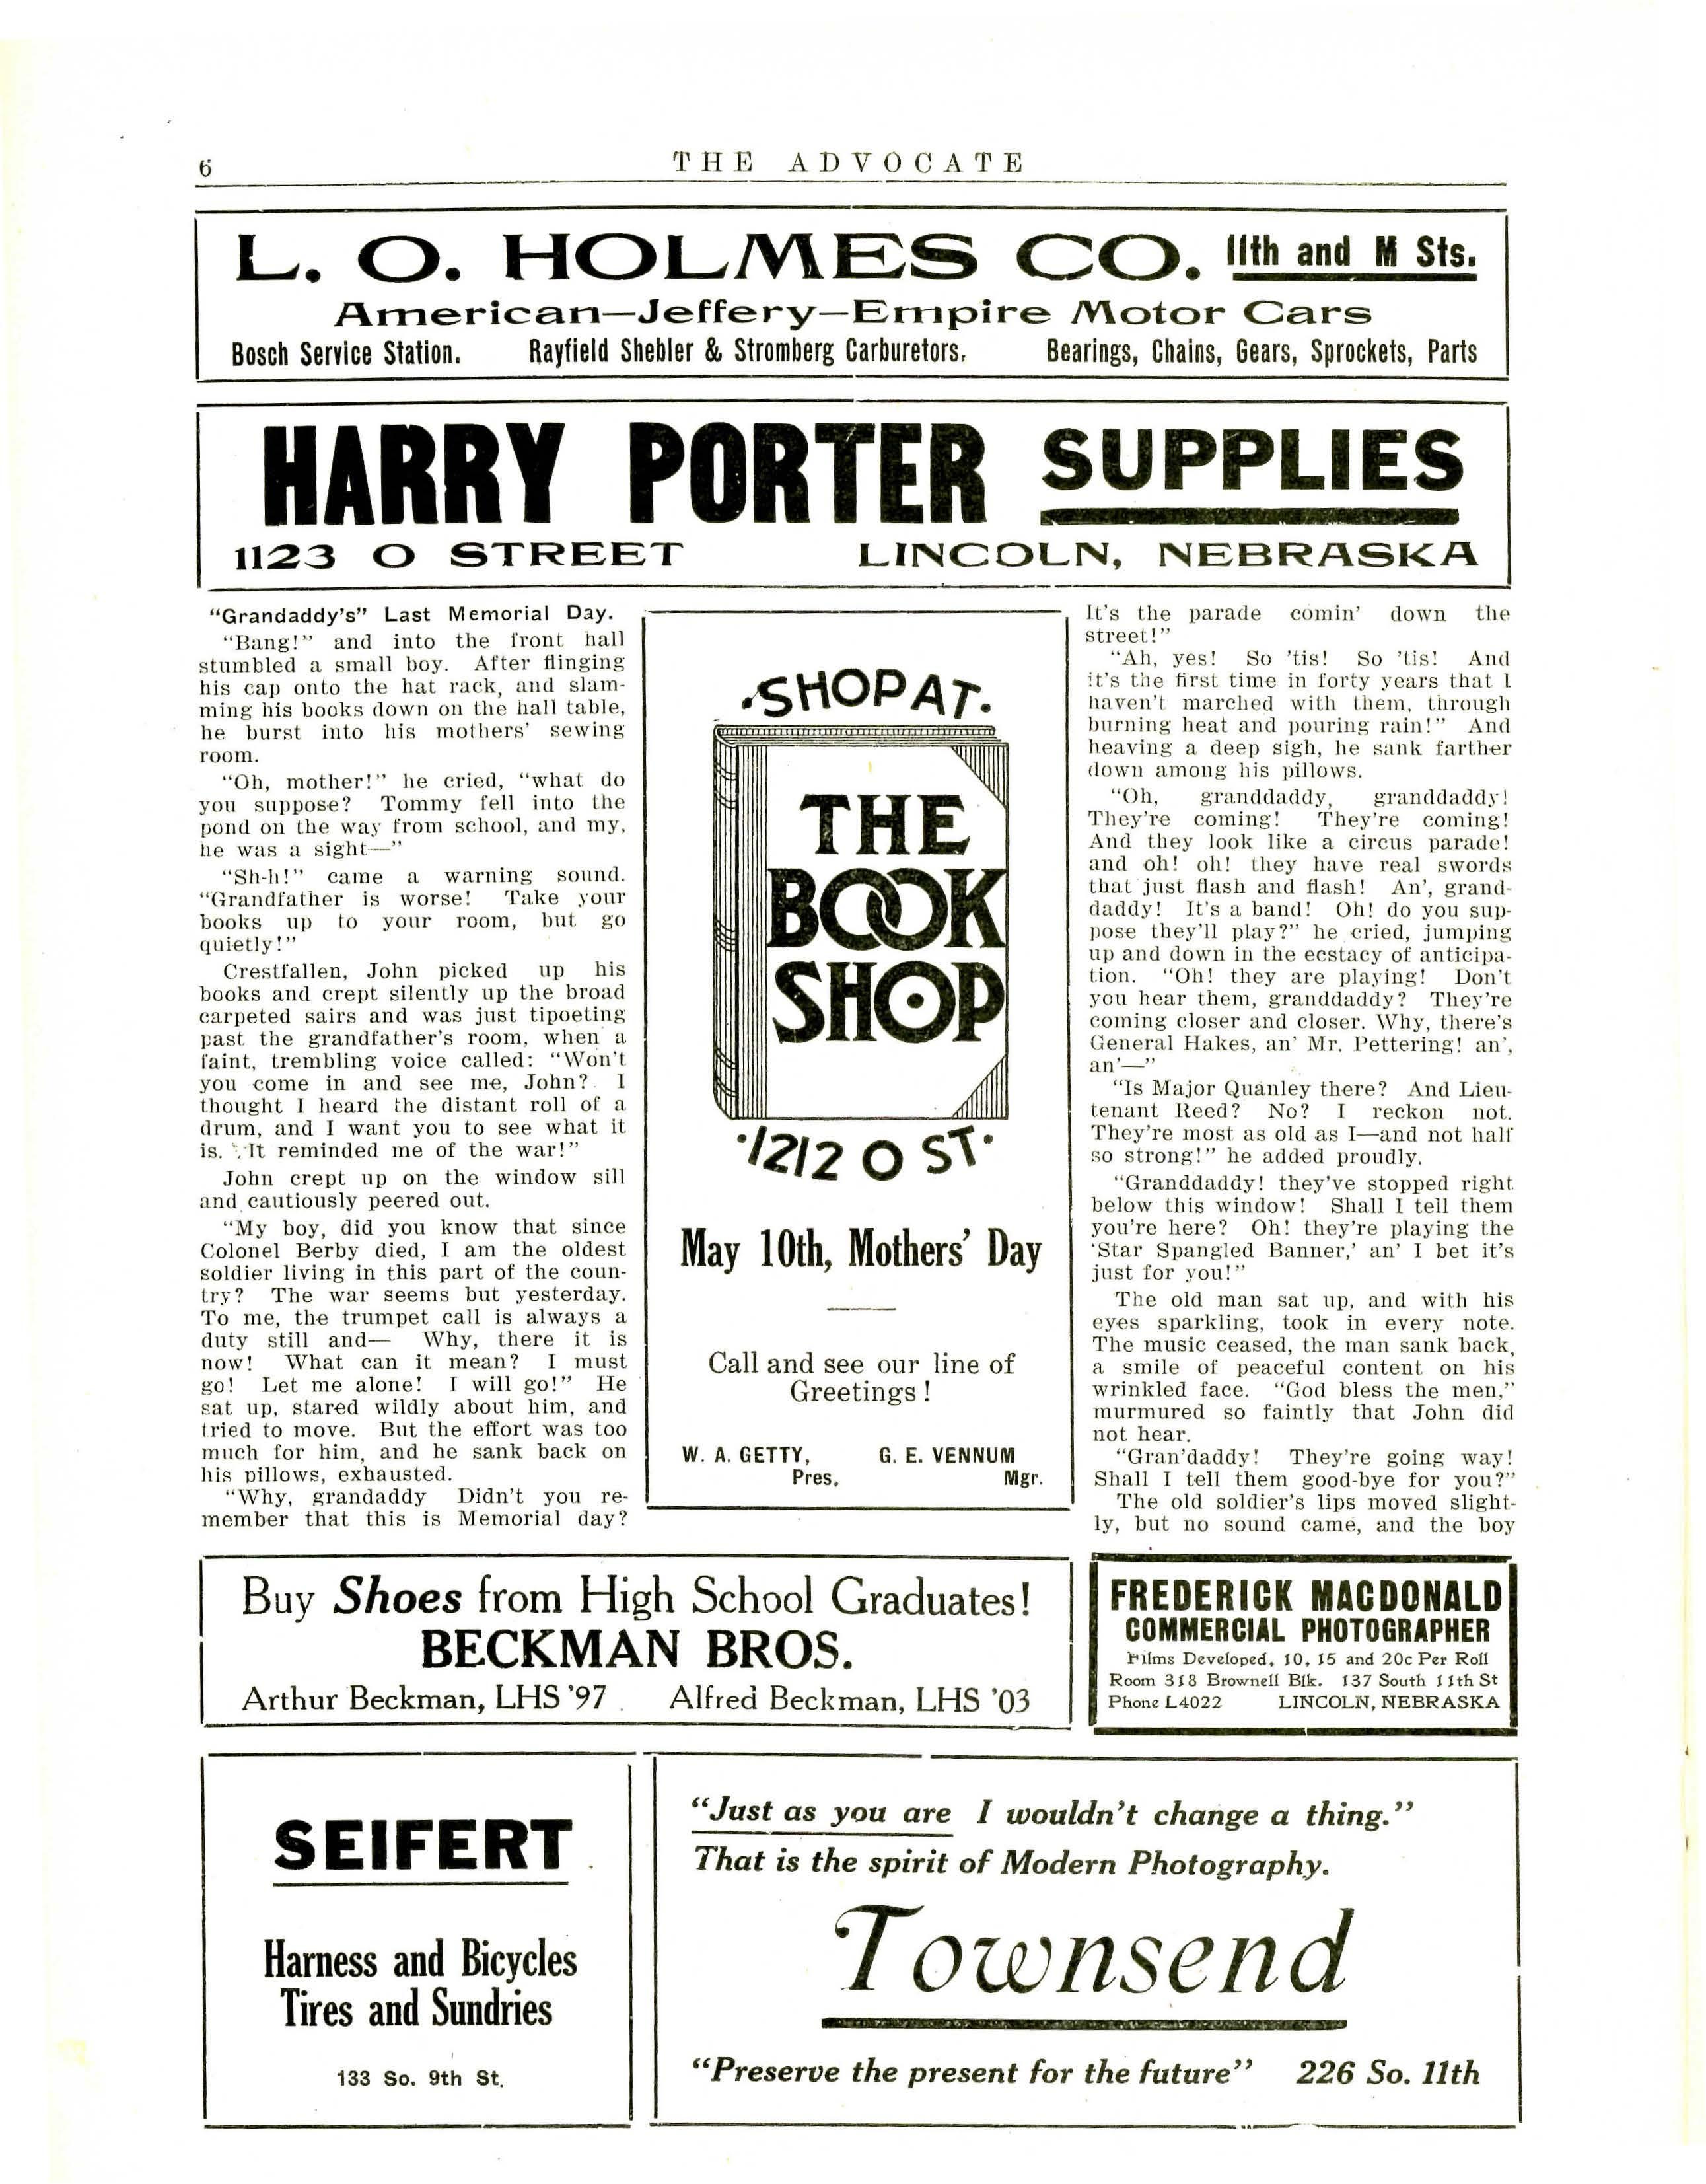 6
THE ADVOCATE
L. O. HOLMES CO. 11th and M Sts.
American—Jeffery—Empire Motor Cars
Bosch Service Station. Rayfield Shebler & Stromberg Carburetors. Bearings, Chains, Gears, Sprockets, Parts
HARRY PORTER SUPPLIES
1123 O STREET LINCOLN, NEBRASKA
"Grandaddy's" Last Memorial Day.
"Bang!" and into the front hall
stumbled a small boy. After flinging
his cap onto the hat rack, and slam-
ming his books down on the hall table,
he burst into his mothers' sewing
room.
"Oh, mother!" he cried, "what do
you suppose? Tommy fell into the
pond on the way from school, and my,
he was a sight—"
"Sh-h!" came a warning sound.
"Grandfather is worse! Take your
books up to your room, but go
quietly!"
Crestfallen, John picked up his
books and crept silently up the broad
carpeted sairs and was just tipoeting
past the grandfather's room, when a
faint, trembling voice called: "Won't
you come in and see me, John? I
thought I heard the distant roll of a
drum, and I want you to see what it
is. It reminded me of the war!"
John crept up on the window sill
and cautiously peered out.
"My boy, did you know that since
Colonel Berby died, I am the oldest
soldier living in this part of the coun-
try? The war seems but yesterday.
To me, the trumpet call is always a
duty still and— Why, there it is
now! What can it mean? I must
go! Let me alone! I will go!" He
sat up, stared wildly about him, and
tried to move. But the effort was too
much for him, and he sank back on
his pillows, exhausted.
"Why, grandaddy Didn't you re-
member that this is Memorial day?
·SHOP AT·
THE
BOOK
SHOP
·1212 O ST·
May 10th, Mothers' Day
Call and see our line of
Greetings!
W. A. GETTY, G. E. VENNUM
Pres. Mgr.
It's the parade comin' down the
street!"
"Ah, yes! So 'tis! So 'tis! And
it's the first time in forty years that I
haven't marched with them, through
burning heat and pouring rain!" And
heaving a deep sigh, he sank farther
down among his pillows.
"Oh, granddaddy, granddaddy!
They're coming! They're coming!
And they look like a circus parade!
and oh! oh! they have real swords
that just flash and flash! An', grand-
daddy! It's a band! Oh! do you sup-
pose they'll play?" he cried, jumping
up and down in the ecstacy of anticipa-
tion. "Oh! they are playing! Don't
you hear them, granddaddy? They're
coming closer and closer. Why, there's
General Hakes, an' Mr. Pettering! an',
an'—"
"Is Major Quanley there? And Lieu-
tenant Reed? No? I reckon not.
They're most as old as I—and not half
so strong!" he added proudly.
"Granddaddy! they've stopped right
below this window! Shall I tell them
you're here? Oh! they're playing the
'Star Spangled Banner,' an' I bet it's
just for you!"
The old man sat up, and with his
eyes sparkling, took in every note.
The music ceased, the man sank back,
a smile of peaceful content on his
wrinkled face. "God bless the men,"
murmured so faintly that John did
not hear.
"Gran'daddy! They're going way!
Shall I tell them good-bye for you?"
The old soldier's lips moved slight-
ly, but no sound came, and the boy
Buy Shoes from High School Graduates!
BECKMAN BROS.
Arthur Beckman, LHS '97. Alfred Beckman, LHS '03
FREDERICK MACDONALD
COMMERCIAL PHOTOGRAPHER
Films Developed, 10, 15 and 20c Per Roll
Room 318 Brownell Blk. 137 South 11th St
Phone L4022 LINCOLN, NEBRASKA
SEIFERT
Harness and Bicycles
Tires and Sundries
133 So. 9th St.
"Just as you are I wouldn't change a thing."
That is the spirit of Modern Photography.
Townsend
"Preserve the present for the future" 226 So. 11th